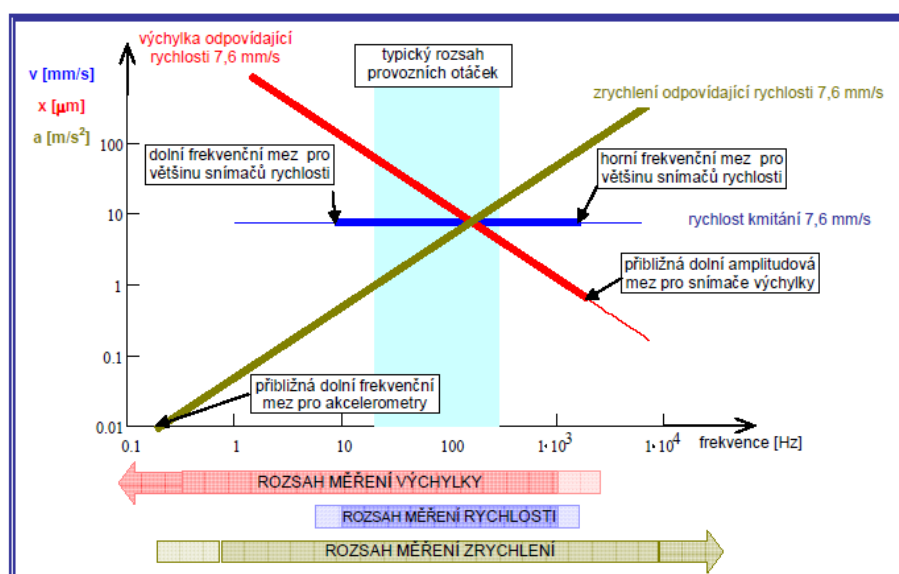 výchylka odpovídající
rychlosti 7,6 mm/s
typický rozsah
provozních otáček
v [mm/s]
x [µm]
a [m/s²]
zrychlení odpovídající rychlosti 7,6 mm/s
100
dolní frekvenční mez pro
většinu snímačů rychlosti
horní frekvenční mez pro
většinu snímačů rychlosti
10
rychlost kmitání 7,6 mm/s
přibližná dolní amplitudová
mez pro snímače výchylky
1
0.1
přibližná dolní frekvenční
mez pro akcelerometry
0.01
0.1
1
10
100
1·10³
1·10⁴
frekvence [Hz]
ROZSAH MĚŘENÍ VÝCHYLKY
ROZSAH MĚŘENÍ RYCHLOSTI
ROZSAH MĚŘENÍ ZRYCHLENÍ